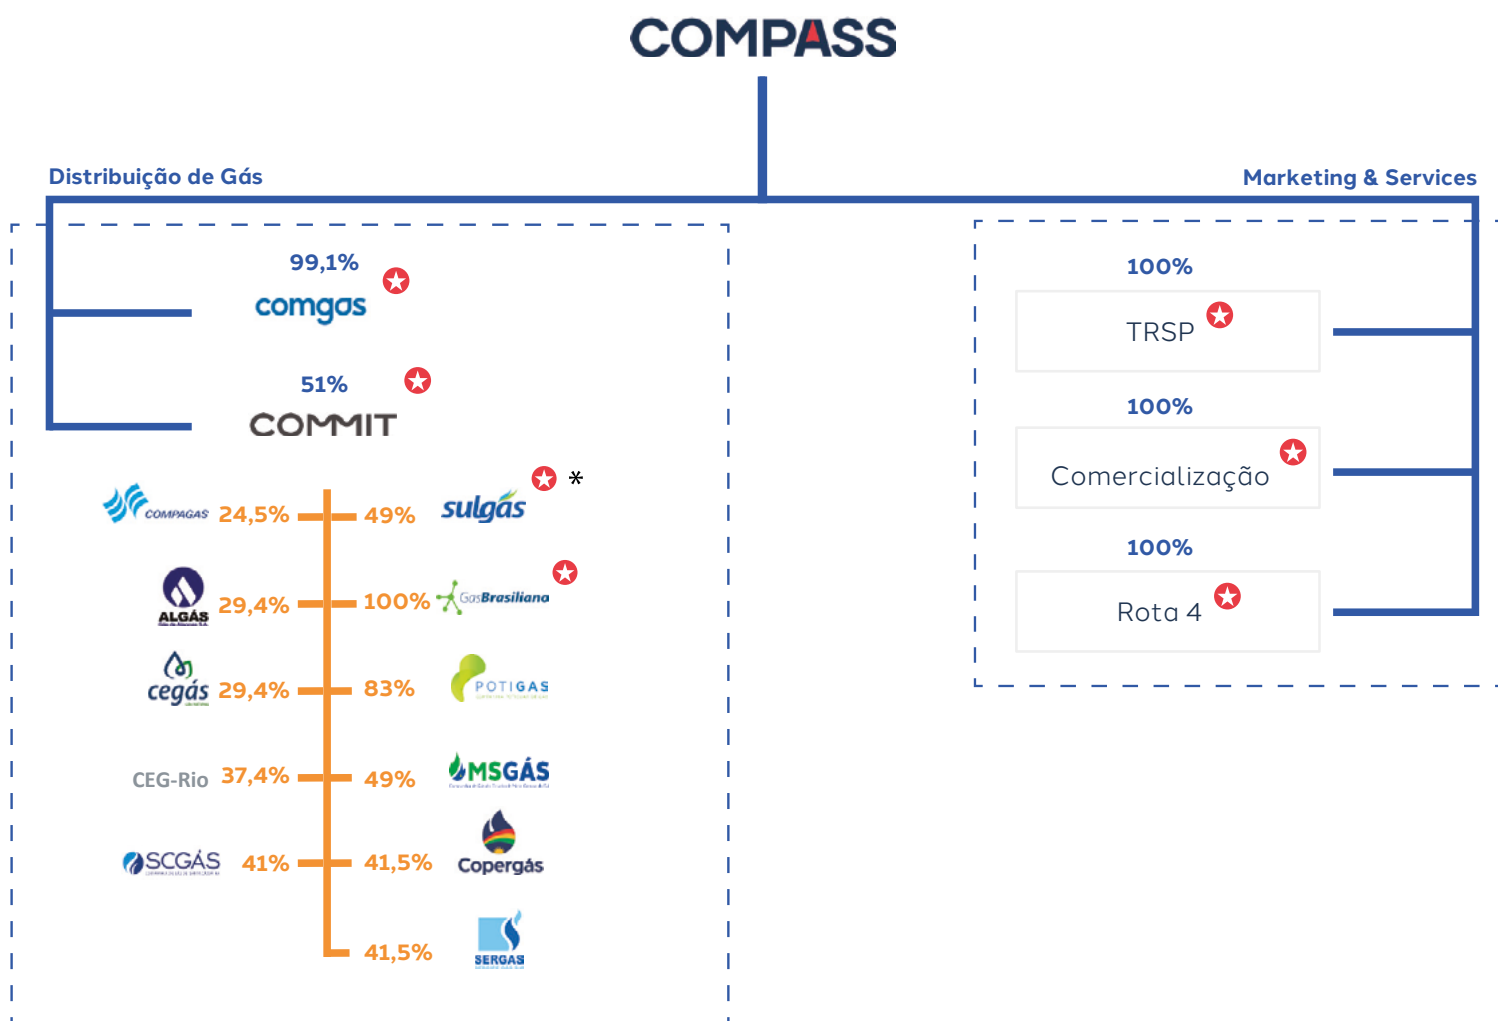 COMPASS
Distribuição de Gás
Marketing & Services
99,1%
comgas
51%
COMMIT
COMPAGAS 24,5%
49% sulgás *
ALGÁS 29,4%
100% GasBrasiliano
cegás 29,4%
83% POTIGAS
CEG-Rio 37,4%
49% MSGÁS
SCGÁS 41%
41,5% Copergás
41,5% SERGAS
100%
TRSP
100%
Comercialização
100%
Rota 4